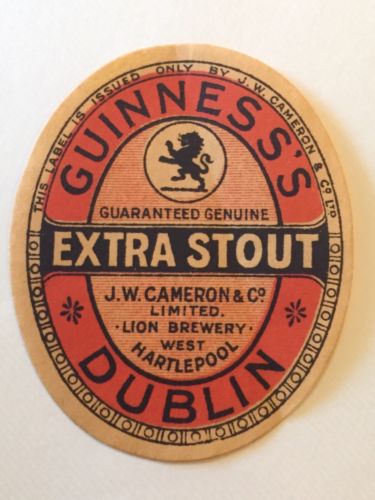 THIS LABEL IS ISSUED ONLY BY J.W. CAMERON & Co LTD
GUINNESS'S
GUARANTEED GENUINE
EXTRA STOUT
J.W. CAMERON & Co.
LIMITED.
· LION BREWERY ·
WEST
HARTLEPOOL
DUBLIN